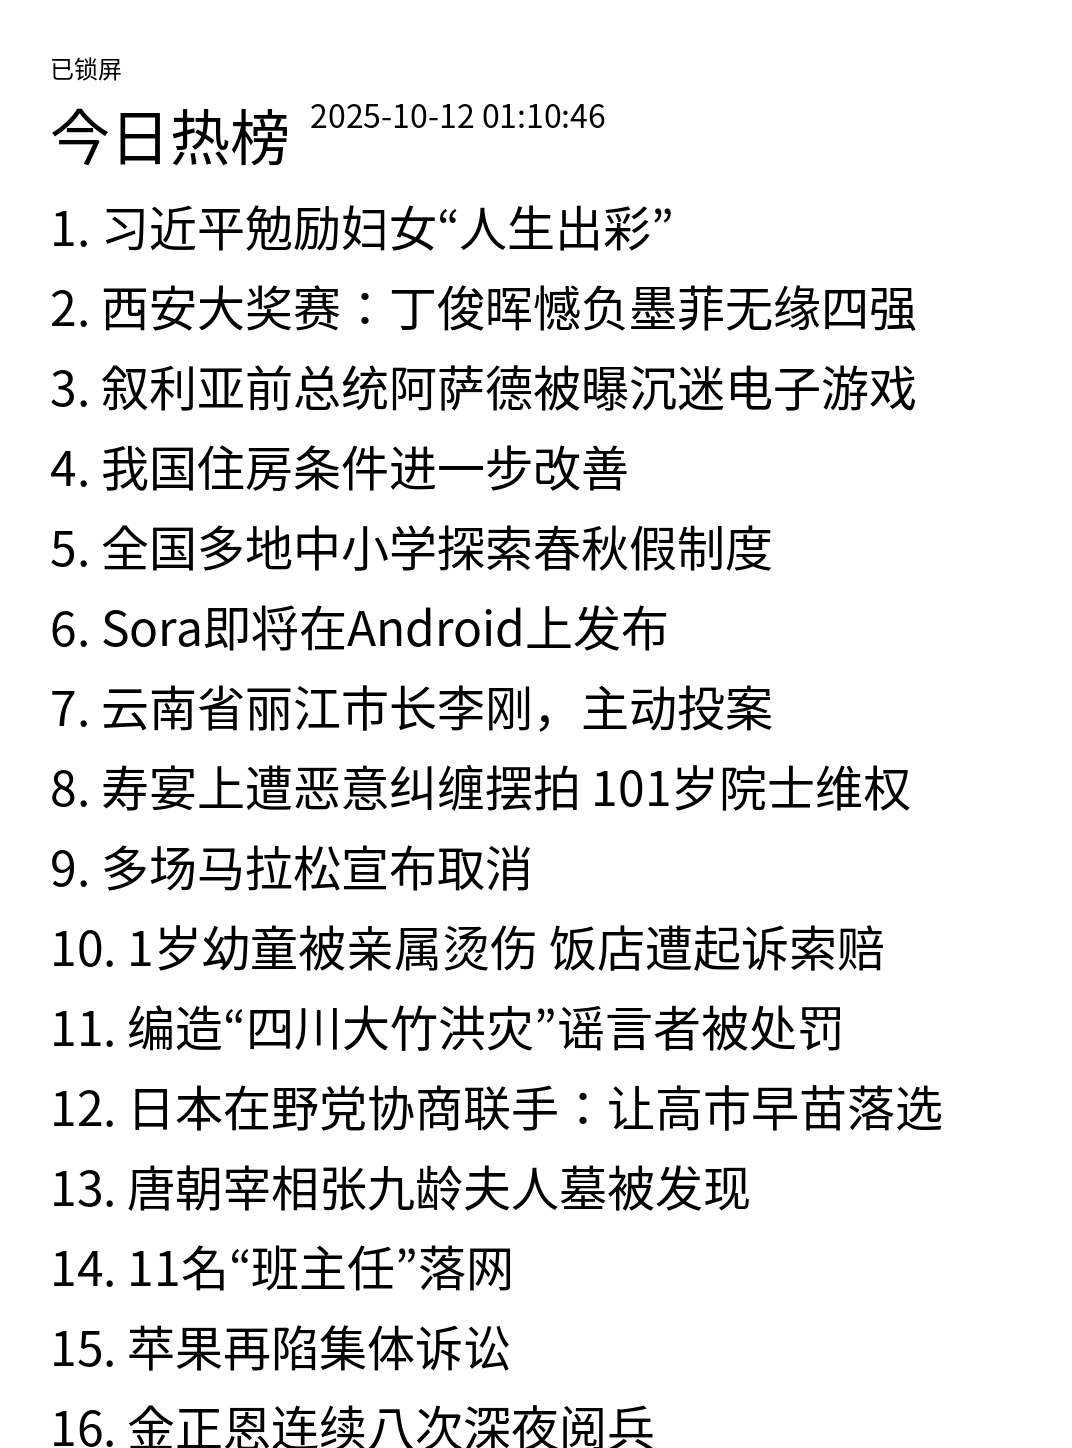 已锁屏
今日热榜 2025-10-12 01:10:46
1. 习近平勉励妇女“人生出彩”
2. 西安大奖赛：丁俊晖憾负墨菲无缘四强
3. 叙利亚前总统阿萨德被曝沉迷电子游戏
4. 我国住房条件进一步改善
5. 全国多地中小学探索春秋假制度
6. Sora即将在Android上发布
7. 云南省丽江市长李刚，主动投案
8. 寿宴上遭恶意纠缠摆拍 101岁院士维权
9. 多场马拉松宣布取消
10. 1岁幼童被亲属烫伤 饭店遭起诉索赔
11. 编造“四川大竹洪灾”谣言者被处罚
12. 日本在野党协商联手：让高市早苗落选
13. 唐朝宰相张九龄夫人墓被发现
14. 11名“班主任”落网
15. 苹果再陷集体诉讼
16. 金正恩连续八次深夜阅兵